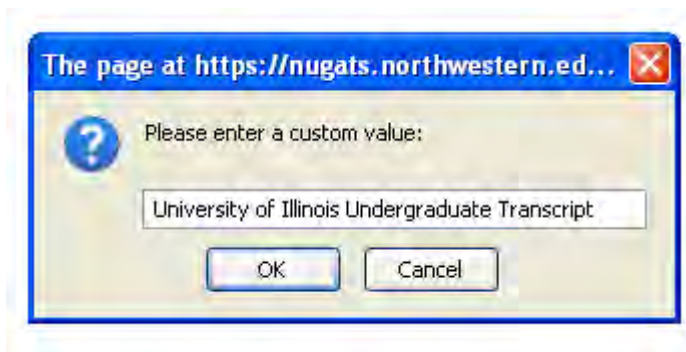 The page at https://nugats.northwestern.ed...
Please enter a custom value:
University of Illinois Undergraduate Transcript
OK Cancel